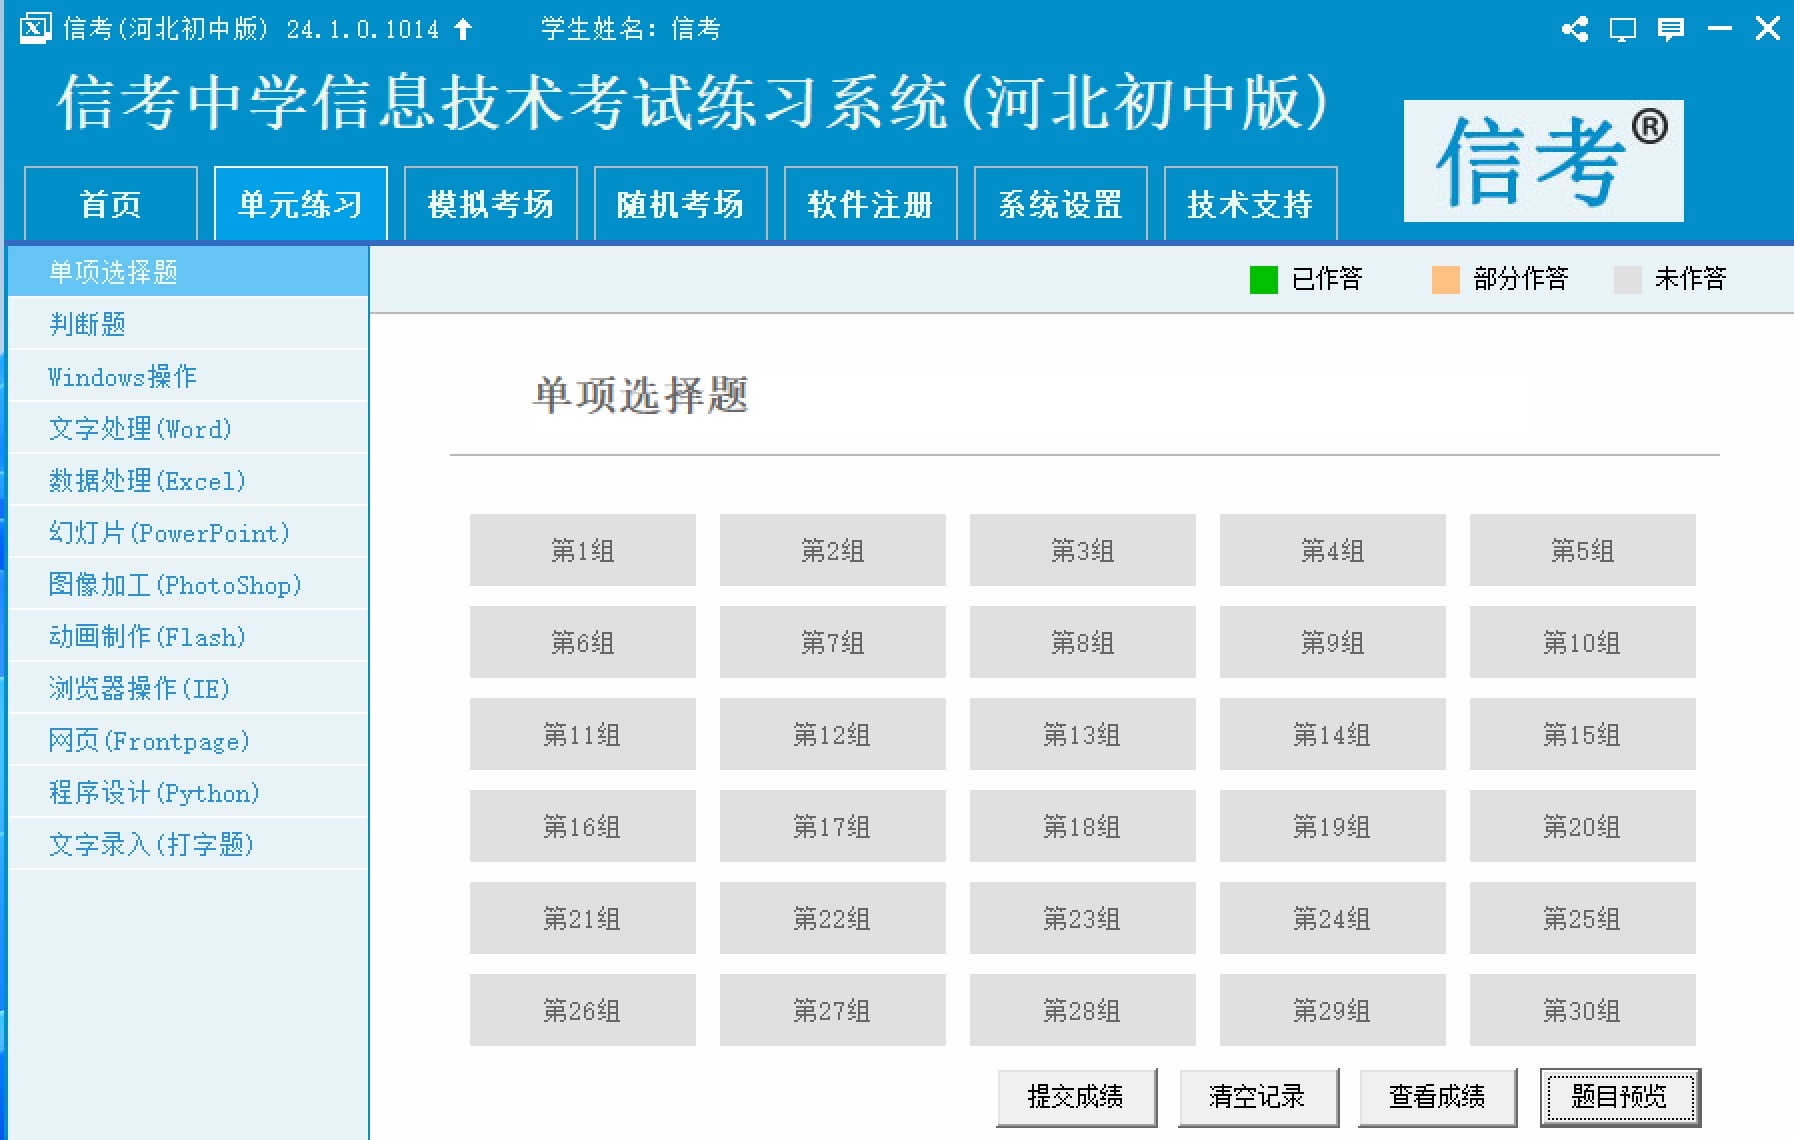 信考(河北初中版) 24.1.0.1014 学生姓名：信考
信考中学信息技术考试练习系统(河北初中版)
信考®
首页 单元练习 模拟考场 随机考场 软件注册 系统设置 技术支持
已作答 部分作答 未作答
单项选择题
判断题
Windows操作
文字处理(Word)
数据处理(Excel)
幻灯片(PowerPoint)
图像加工(PhotoShop)
动画制作(Flash)
浏览器操作(IE)
网页(Frontpage)
程序设计(Python)
文字录入(打字题)
单项选择题
第1组 第2组 第3组 第4组 第5组
第6组 第7组 第8组 第9组 第10组
第11组 第12组 第13组 第14组 第15组
第16组 第17组 第18组 第19组 第20组
第21组 第22组 第23组 第24组 第25组
第26组 第27组 第28组 第29组 第30组
提交成绩 清空记录 查看成绩 题目预览